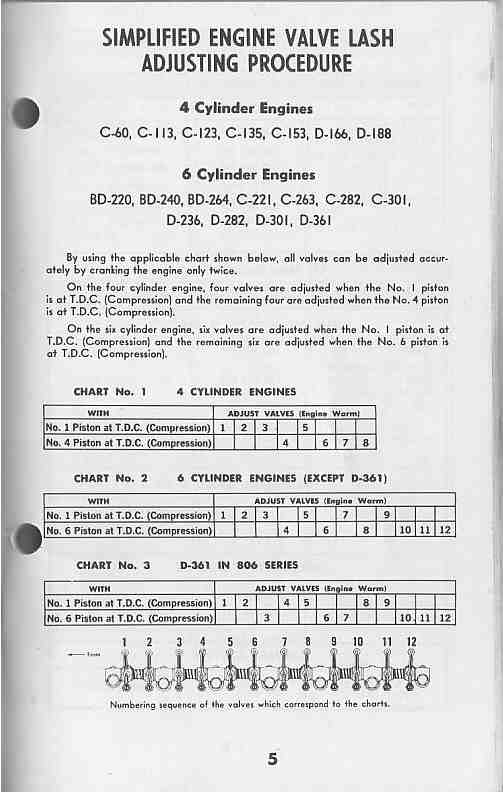 SIMPLIFIED ENGINE VALVE LASH
ADJUSTING PROCEDURE
4 Cylinder Engines
C-60, C-113, C-123, C-135, C-153, D-166, D-188
6 Cylinder Engines
BD-220, BD-240, BD-264, C-221, C-263, C-282, C-301,
D-236, D-282, D-301, D-361
By using the applicable chart shown below, all valves can be adjusted accur-
ately by cranking the engine only twice.
On the four cylinder engine, four valves are adjusted when the No. 1 piston
is at T.D.C. (Compression) and the remaining four are adjusted when the No. 4 piston
is at T.D.C. (Compression).
On the six cylinder engine, six valves are adjusted when the No. 1 piston is at
T.D.C. (Compression) and the remaining six are adjusted when the No. 6 piston is
at T.D.C. (Compression).
CHART No. 1 4 CYLINDER ENGINES
WITH ADJUST VALVES (Engine Warm)
No. 1 Piston at T.D.C. (Compression) 1 2 3 5
No. 4 Piston at T.D.C. (Compression) 4 6 7 8
CHART No. 2 6 CYLINDER ENGINES (EXCEPT D-361)
WITH ADJUST VALVES (Engine Warm)
No. 1 Piston at T.D.C. (Compression) 1 2 3 5 7 9
No. 6 Piston at T.D.C. (Compression) 4 6 8 10 11 12
CHART No. 3 D-361 IN 806 SERIES
WITH ADJUST VALVES (Engine Warm)
No. 1 Piston at T.D.C. (Compression) 1 2 4 5 8 9
No. 6 Piston at T.D.C. (Compression) 3 6 7 10 11 12
1 2 3 4 5 6 7 8 9 10 11 12
Numbering sequence of the valves which correspond to the charts.
5